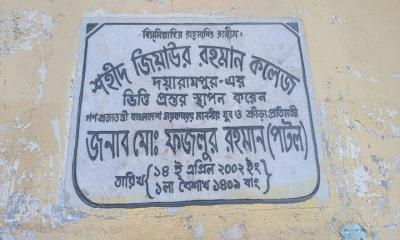 বিসমিল্লাহির রাহমানির রাহীম।
শহীদ জিয়াউর রহমান কলেজ
দয়ারামপুর-এর
ভিত্তি প্রস্তর স্থাপন করেন
গণপ্রজাতন্ত্রী বাংলাদেশ সরকারের মাননীয় যুব ও ক্রীড়া প্রতিমন্ত্রী
জনাব মোঃ ফজলুর রহমান (পটল)
তারিখ { ১৪ ই এপ্রিল ২০০২ ইং
১লা বৈশাখ ১৪০৯ বাং }